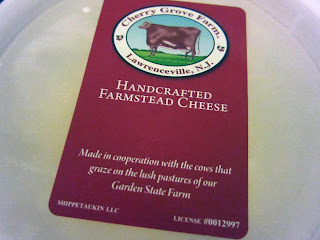 Cherry Grove Farm.
Lawrenceville, N.J.
HANDCRAFTED
FARMSTEAD CHEESE
Made in cooperation with the cows that
graze on the lush pastures of our
Garden State Farm
SHIPPETAUKIN LLC
LICENSE #0012997